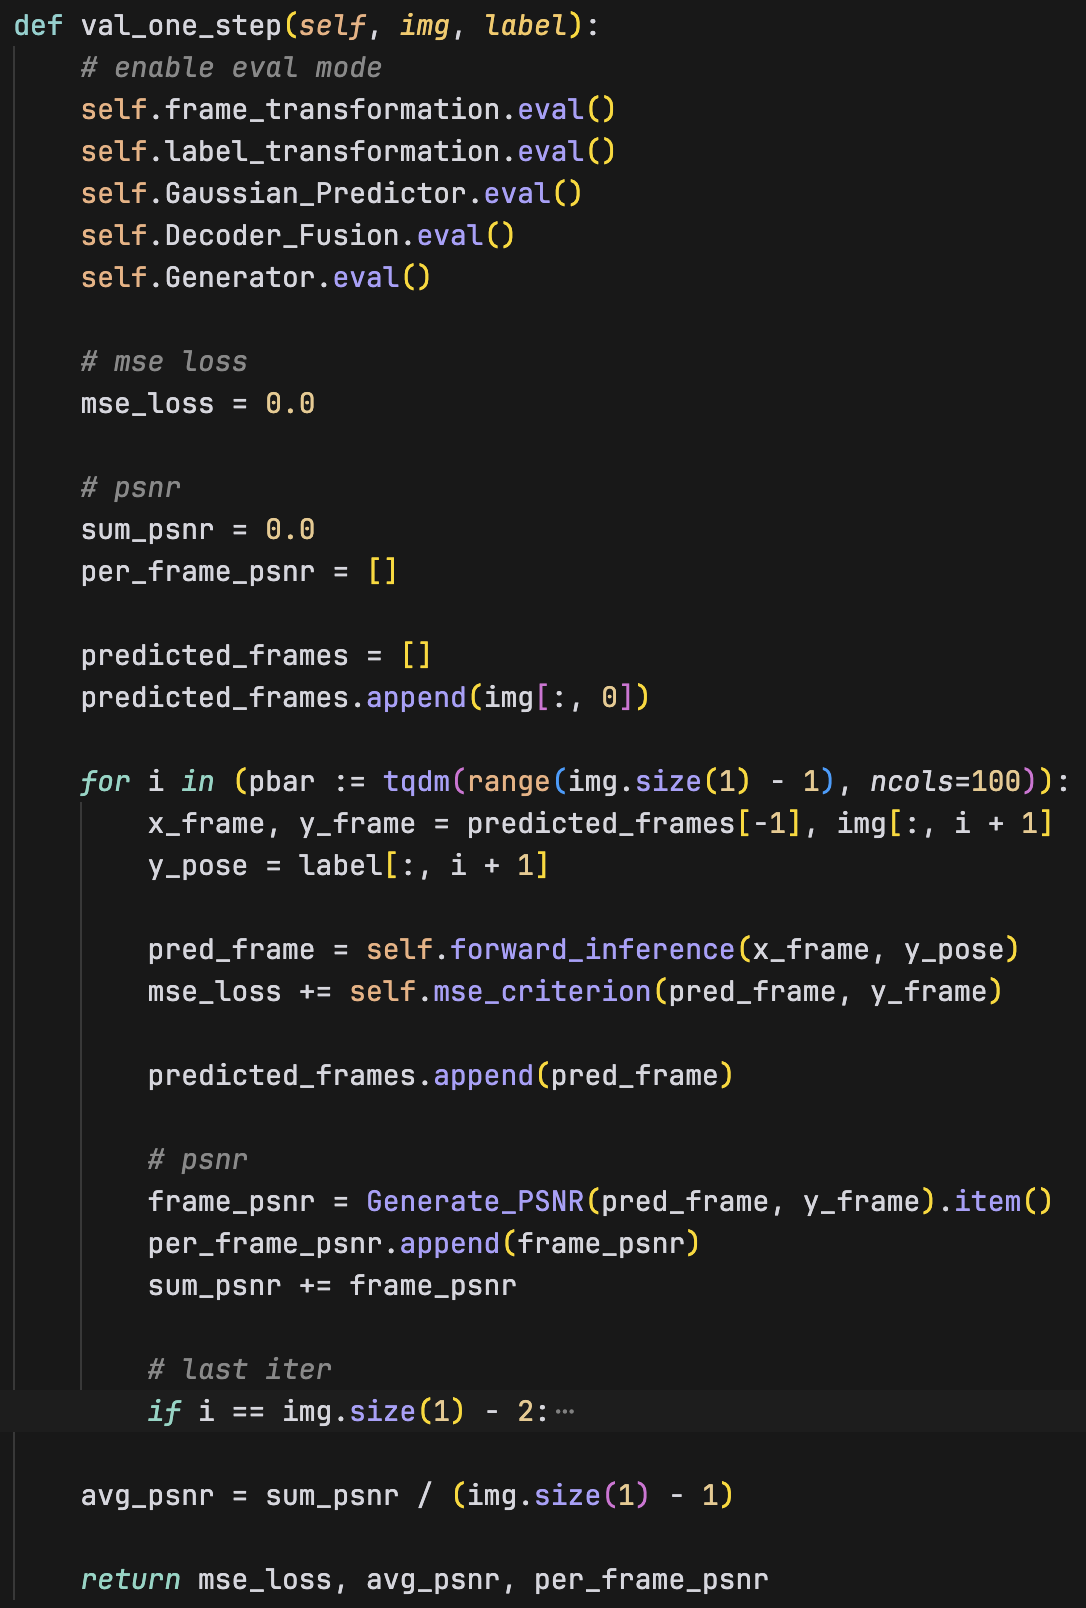 def val_one_step(self, img, label):
    # enable eval mode
    self.frame_transformation.eval()
    self.label_transformation.eval()
    self.Gaussian_Predictor.eval()
    self.Decoder_Fusion.eval()
    self.Generator.eval()

    # mse loss
    mse_loss = 0.0

    # psnr
    sum_psnr = 0.0
    per_frame_psnr = []

    predicted_frames = []
    predicted_frames.append(img[:, 0])

    for i in (pbar := tqdm(range(img.size(1) - 1), ncols=100)):
        x_frame, y_frame = predicted_frames[-1], img[:, i + 1]
        y_pose = label[:, i + 1]

        pred_frame = self.forward_inference(x_frame, y_pose)
        mse_loss += self.mse_criterion(pred_frame, y_frame)

        predicted_frames.append(pred_frame)

        # psnr
        frame_psnr = Generate_PSNR(pred_frame, y_frame).item()
        per_frame_psnr.append(frame_psnr)
        sum_psnr += frame_psnr

        # last iter
        if i == img.size(1) - 2:⋯

    avg_psnr = sum_psnr / (img.size(1) - 1)

    return mse_loss, avg_psnr, per_frame_psnr